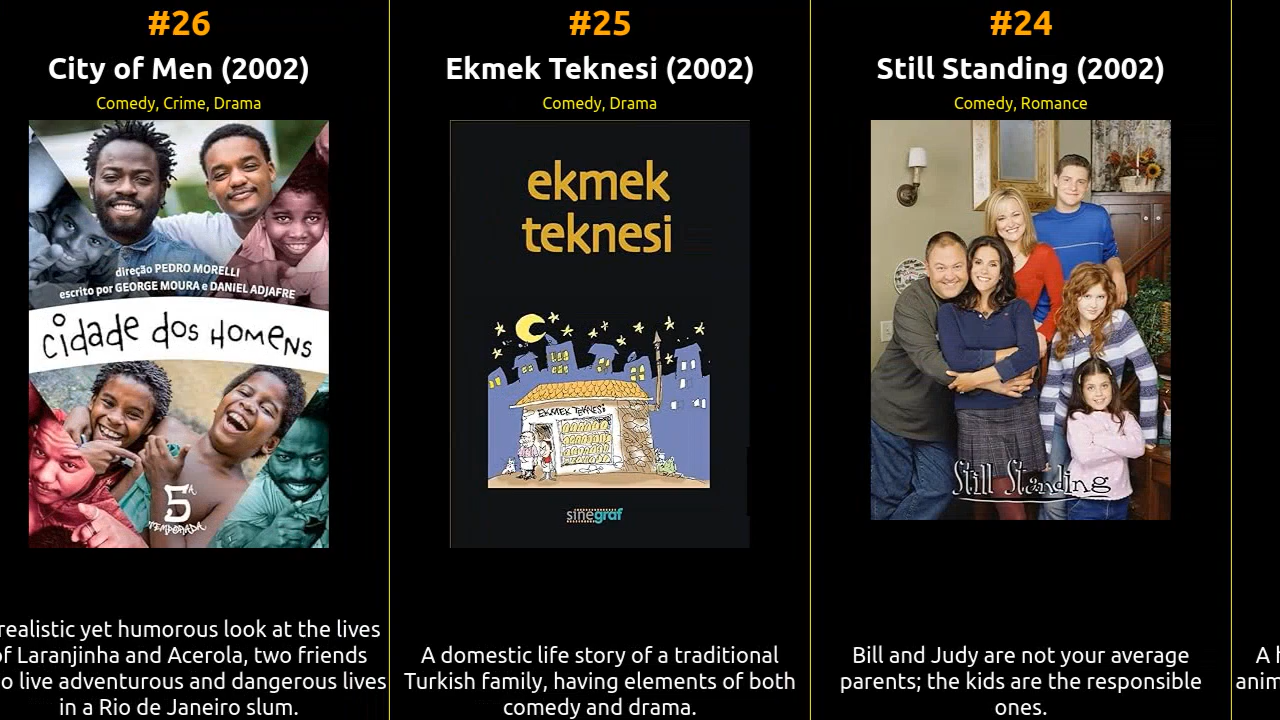 #26
City of Men (2002)
Comedy, Crime, Drama
direção PEDRO MORELLI
escrito por GEORGE MOURA e DANIEL ADJAFRE
cidade dos Homens
5ª
TEMPORADA
realistic yet humorous look at the lives
of Laranjinha and Acerola, two friends
o live adventurous and dangerous lives
in a Rio de Janeiro slum.
#25
Ekmek Teknesi (2002)
Comedy, Drama
ekmek
teknesi
EKMEK TEKNESİ
sinegraf
A domestic life story of a traditional
Turkish family, having elements of both
comedy and drama.
#24
Still Standing (2002)
Comedy, Romance
Still Standing
Bill and Judy are not your average
parents; the kids are the responsible
ones.
A h
anim